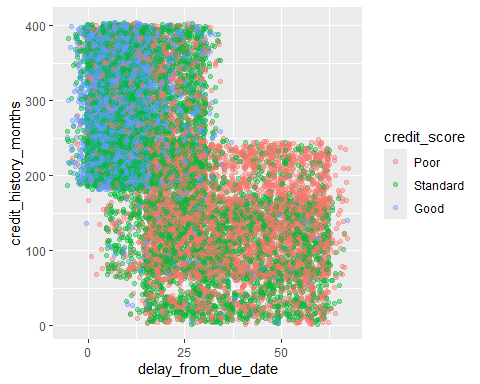 400
300
200
100
0
credit_history_months
0
25
50
delay_from_due_date
credit_score
Poor
Standard
Good